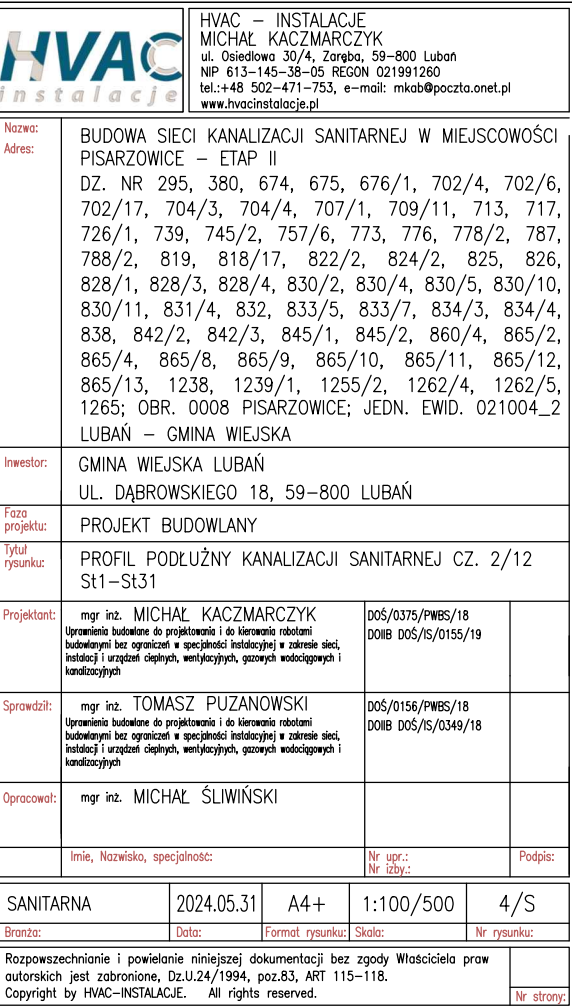 HVAC
instalacje
HVAC – INSTALACJE
MICHAŁ KACZMARCZYK
ul. Osiedlowa 30/4, Zaręba, 59-800 Lubań
NIP 613-145-38-05 REGON 021991260
tel.:+48 502-471-753, e-mail: mkab@poczta.onet.pl
www.hvacinstalacje.pl
Nazwa:
Adres:
BUDOWA SIECI KANALIZACJI SANITARNEJ W MIEJSCOWOŚCI
PISARZOWICE – ETAP II
DZ. NR 295, 380, 674, 675, 676/1, 702/4, 702/6,
702/17, 704/3, 704/4, 707/1, 709/11, 713, 717,
726/1, 739, 745/2, 757/6, 773, 776, 778/2, 787,
788/2, 819, 818/17, 822/2, 824/2, 825, 826,
828/1, 828/3, 828/4, 830/2, 830/4, 830/5, 830/10,
830/11, 831/4, 832, 833/5, 833/7, 834/3, 834/4,
838, 842/2, 842/3, 845/1, 845/2, 860/4, 865/2,
865/4, 865/8, 865/9, 865/10, 865/11, 865/12,
865/13, 1238, 1239/1, 1255/2, 1262/4, 1262/5,
1265; OBR. 0008 PISARZOWICE; JEDN. EWID. 021004_2
LUBAŃ – GMINA WIEJSKA
Inwestor:
GMINA WIEJSKA LUBAŃ
UL. DĄBROWSKIEGO 18, 59-800 LUBAŃ
Faza
projektu:
PROJEKT BUDOWLANY
Tytuł
rysunku:
PROFIL PODŁUŻNY KANALIZACJI SANITARNEJ CZ. 2/12
St1-St31
Projektant:
mgr inż. MICHAŁ KACZMARCZYK
Uprawnienia budowlane do projektowania i do kierowania robotami
budowlanymi bez ograniczeń w specjalności instalacyjnej w zakresie sieci,
instalacji i urządzeń cieplnych, wentylacyjnych, gazowych wodociągowych i
kanalizacyjnych
DOŚ/0375/PWBS/18
DOIIB DOŚ/IS/0155/19
Sprawdził:
mgr inż. TOMASZ PUZANOWSKI
Uprawnienia budowlane do projektowania i do kierowania robotami
budowlanymi bez ograniczeń w specjalności instalacyjnej w zakresie sieci,
instalacji i urządzeń cieplnych, wentylacyjnych, gazowych wodociągowych i
kanalizacyjnych
DOŚ/0156/PWBS/18
DOIIB DOŚ/IS/0349/18
Opracował:
mgr inż. MICHAŁ ŚLIWIŃSKI
Imie, Nazwisko, specjalność:
Nr upr.:
Nr izby.:
Podpis:
SANITARNA 2024.05.31 A4+ 1:100/500 4/S
Branża: Data: Format rysunku: Skala: Nr rysunku:
Rozpowszechnianie i powielanie niniejszej dokumentacji bez zgody Właściciela praw
autorskich jest zabronione, Dz.U.24/1994, poz.83, ART 115-118.
Copyright by HVAC-INSTALACJE. All rights reserved.
Nr strony: